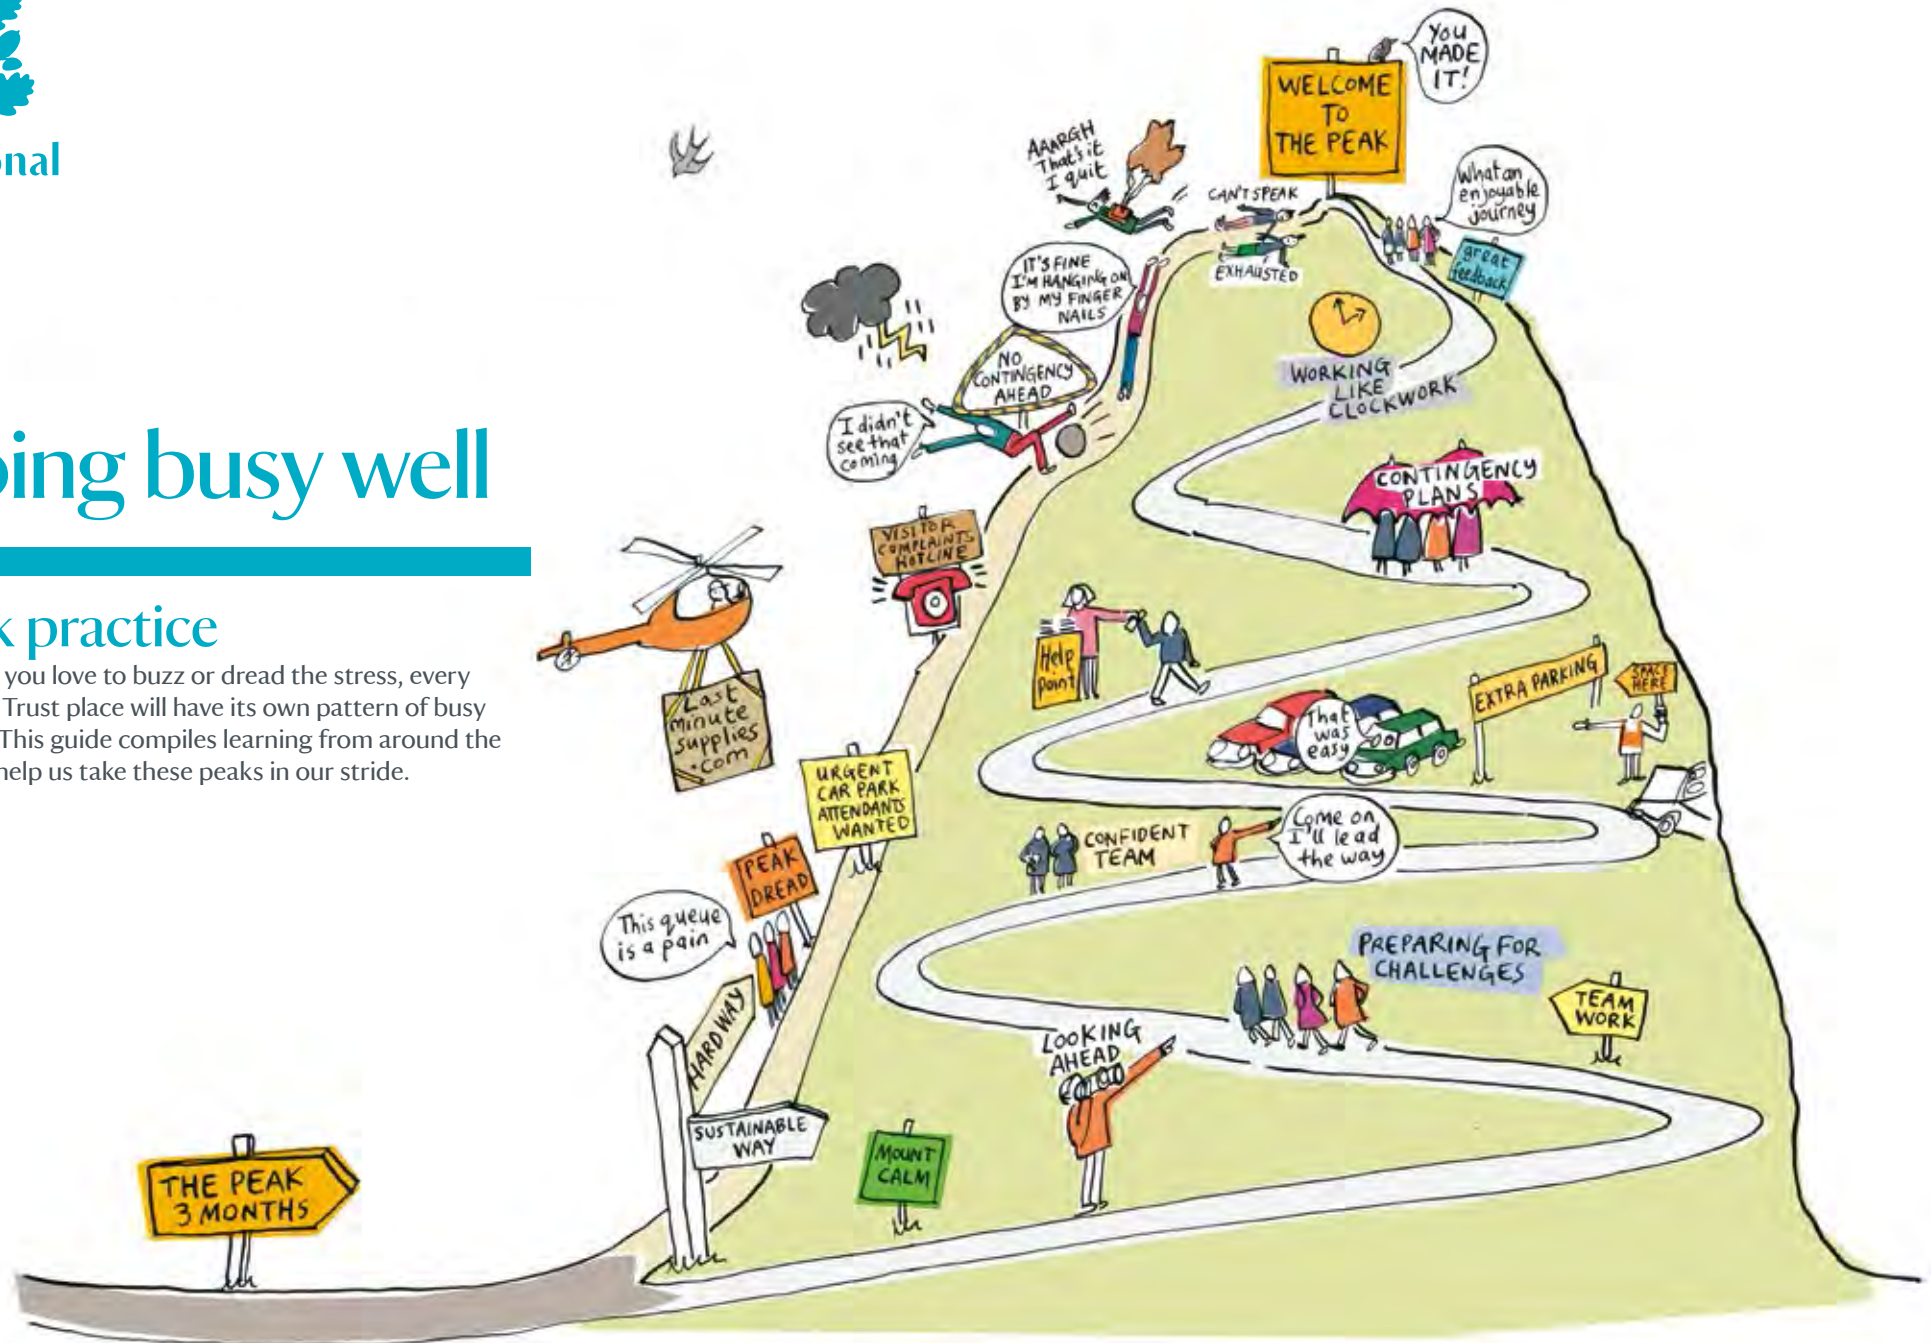 onal
oing busy well
k practice
you love to buzz or dread the stress, every
Trust place will have its own pattern of busy
This guide compiles learning from around the
help us take these peaks in our stride.
YOU
MADE
IT!
WELCOME
TO
THE PEAK
AAARGH
That's it
I quit
CAN'T SPEAK
EXHAUSTED
What an
enjoyable
journey
great
feedback
IT'S FINE
I'M HANGING ON
BY MY FINGER
NAILS
NO
CONTINGENCY
AHEAD
I didn't
see that
coming
WORKING
LIKE
CLOCKWORK
CONTINGENCY
PLANS
VISITOR
COMPLAINTS
HOTLINE
Help
point
Last
minute
supplies
.com
EXTRA PARKING
SPACE
HERE
That
was
easy
URGENT
CAR PARK
ATTENDANTS
WANTED
CONFIDENT
TEAM
Come on
I'll lead
the way
PEAK
DREAD
This queue
is a pain
PREPARING FOR
CHALLENGES
TEAM
WORK
LOOKING
AHEAD
HARD WAY
SUSTAINABLE
WAY
MOUNT
CALM
THE PEAK
3 MONTHS